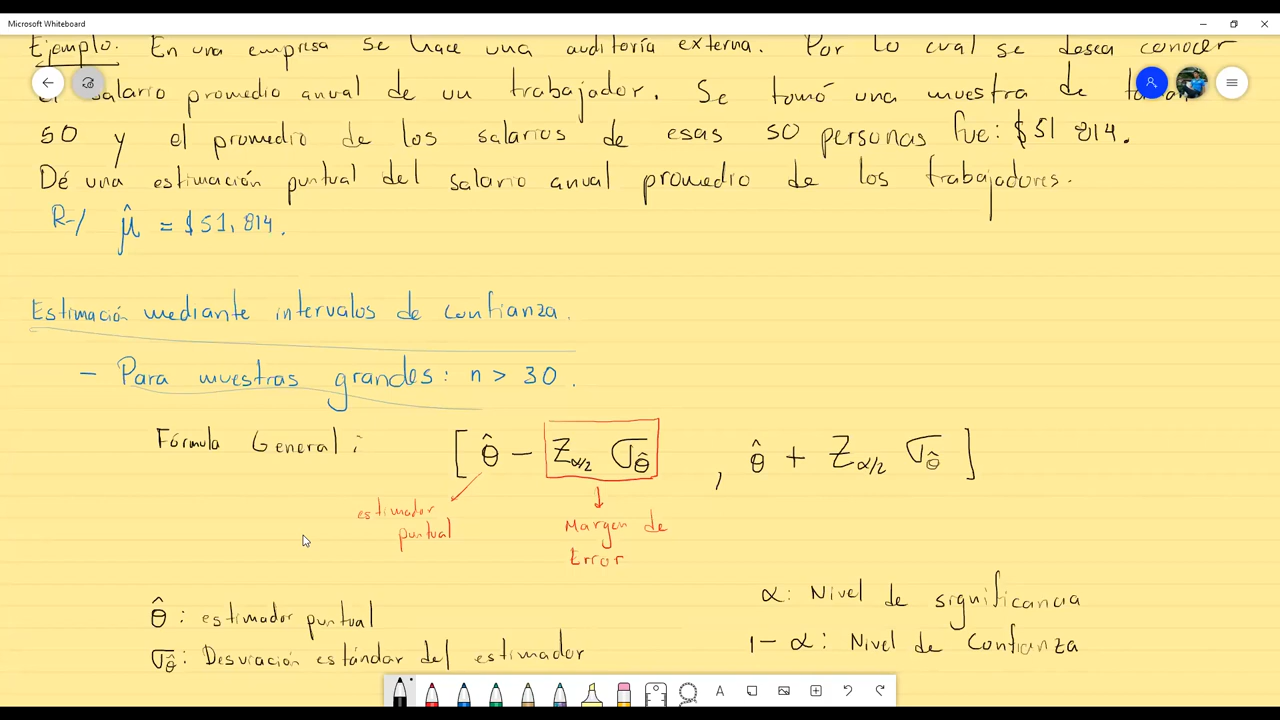 Microsoft Whiteboard
Ejemplo. En una empresa se hace una auditoría externa. Por lo cual se desea conocer
el salario promedio anual de un trabajador. Se tomó una muestra de
50 y el promedio de los salarios de esas 50 personas fue: $51 814.
Dé una estimación puntual del salario anual promedio de los trabajadores.
R-/ μ̂ = $51,814.
Estimación mediante intervalos de confianza.
- Para muestras grandes: n > 30.
Fórmula General: [ θ̂ - Z_α/2 σ_θ̂ , θ̂ + Z_α/2 σ_θ̂ ]
estimador puntual
Margen de Error
θ̂: estimador puntual
σ_θ̂: Desviación estándar del estimador
α: Nivel de significancia
1-α: Nivel de Confianza
A